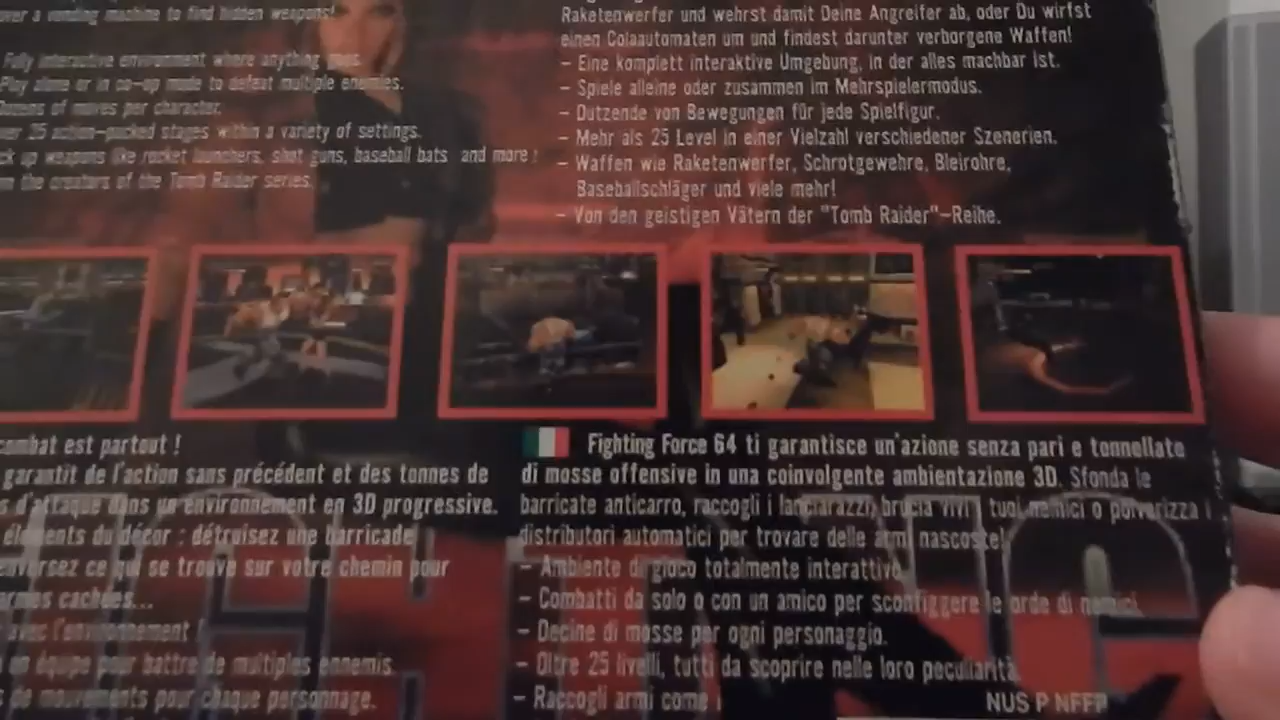 over a vending machine to find hidden weapons!
Fully interactive environment where anything goes.
Play alone or in co-op mode to defeat multiple enemies.
Dozens of moves per character.
25 action-packed stages within a variety of settings.
up weapons like rocket launchers, shot guns, baseball bats and more !
the creators of the Tomb Raider series.
Raketenwerfer und wehrst damit Deine Angreifer ab, oder Du wirfst
einen Colaautomaten um und findest darunter verborgene Waffen!
- Eine komplett interaktive Umgebung, in der alles machbar ist.
- Spiele alleine oder zusammen im Mehrspielermodus.
- Dutzende von Bewegungen für jede Spielfigur.
- Mehr als 25 Level in einer Vielzahl verschiedener Szenerien.
- Waffen wie Raketenwerfer, Schrotgewehre, Bleirohre,
Baseballschläger und viele mehr!
- Von den geistigen Vätern der "Tomb Raider"-Reihe.
combat est partout !
garantit de l'action sans précédent et des tonnes de
d'attaque dans un environnement en 3D progressive.
éléments du décor : détruisez une barricade
ce qui se trouve sur votre chemin pour
armes cachées...
avec l'environnement !
en équipe pour battre de multiples ennemis.
de mouvements pour chaque personnage.
Fighting Force 64 ti garantisce un'azione senza pari e tonnellate
di mosse offensive in una coinvolgente ambientazione 3D. Sfonda le
barricate anticarro, raccogli i lanciarazzi, brucia vivi i tuoi nemici o polverizza i
distributori automatici per trovare delle armi nascoste!
- Ambiente di gioco totalmente interattivo.
- Combatti da solo o con un amico per sconfiggere le orde di nemici.
- Decine di mosse per ogni personaggio.
- Oltre 25 livelli, tutti da scoprire nelle loro peculiarità.
- Raccogli armi come i
NUS P NFFP